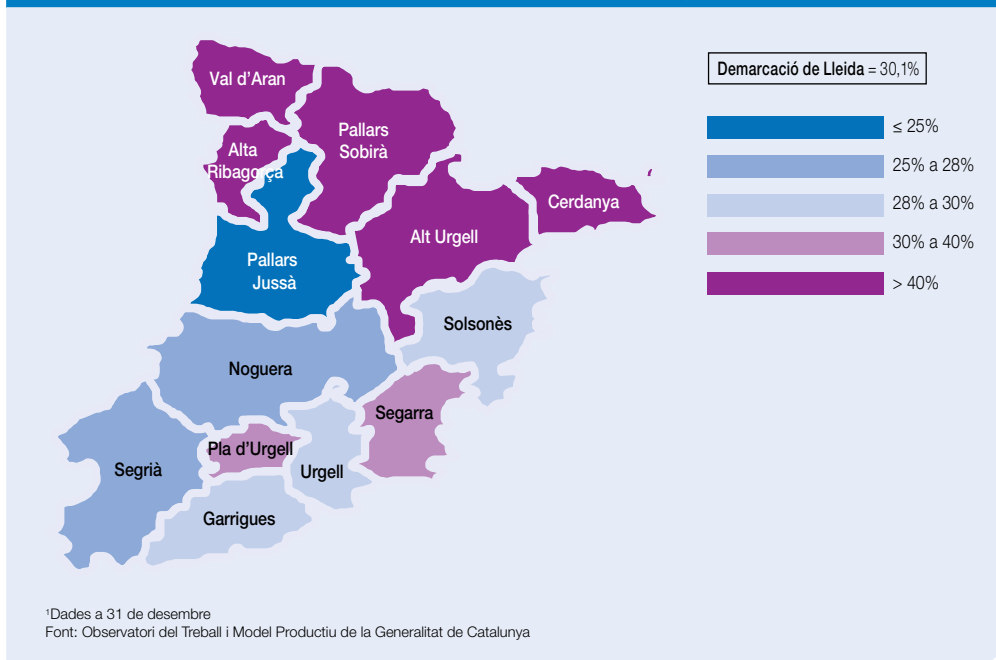 Demarcació de Lleida = 30,1%
≤ 25%
25% a 28%
28% a 30%
30% a 40%
> 40%
Val d'Aran
Pallars
Sobirà
Alta
Ribagorça
Cerdanya
Alt Urgell
Pallars
Jussà
Solsonès
Noguera
Segarra
Pla d'Urgell
Segrià
Urgell
Garrigues
¹Dades a 31 de desembre
Font: Observatori del Treball i Model Productiu de la Generalitat de Catalunya